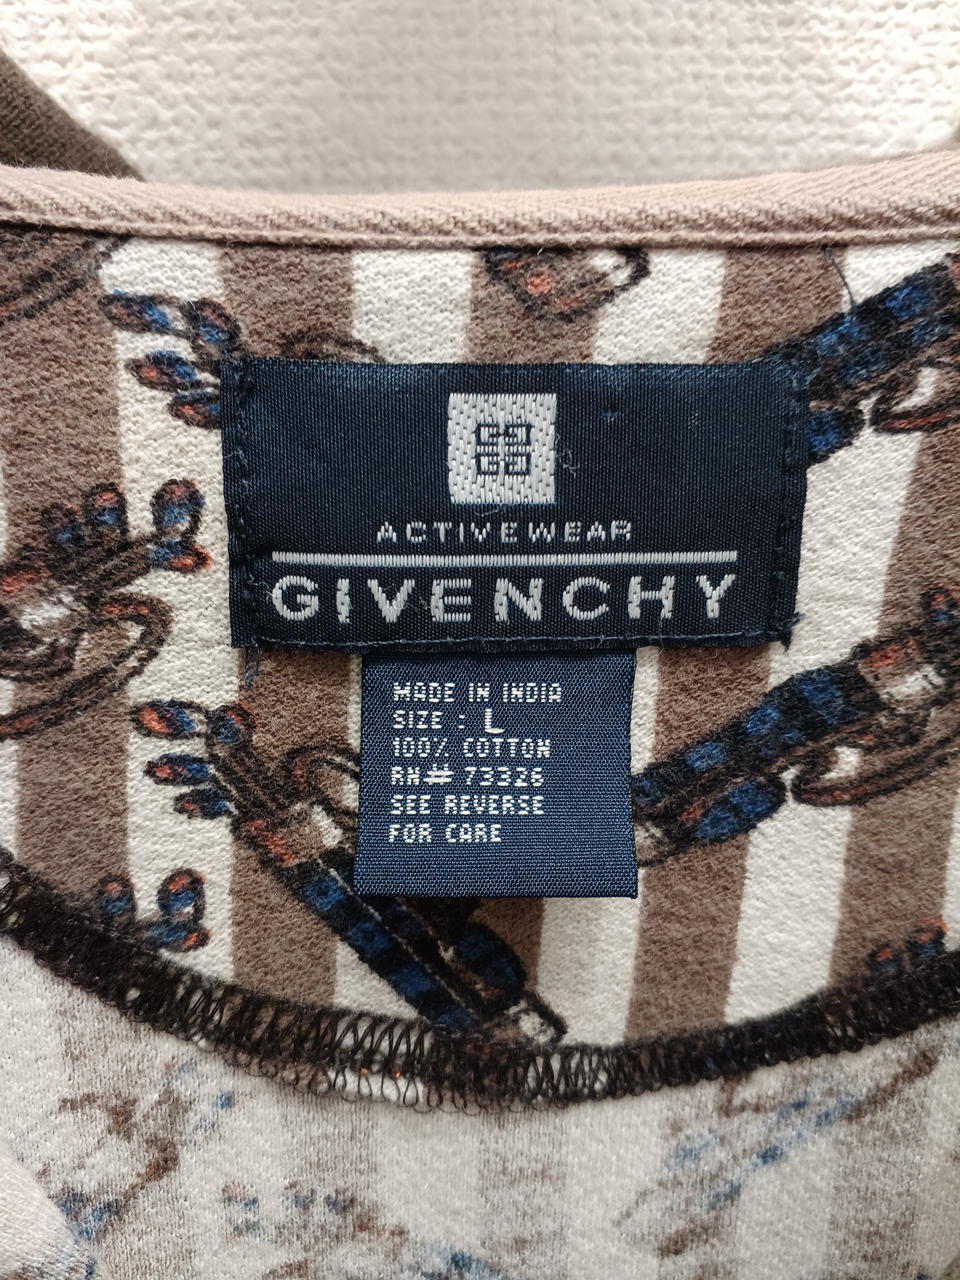 ACTIVEWEAR
GIVENCHY
MADE IN INDIA
SIZE : L
100% COTTON
RN# 73326
SEE REVERSE
FOR CARE